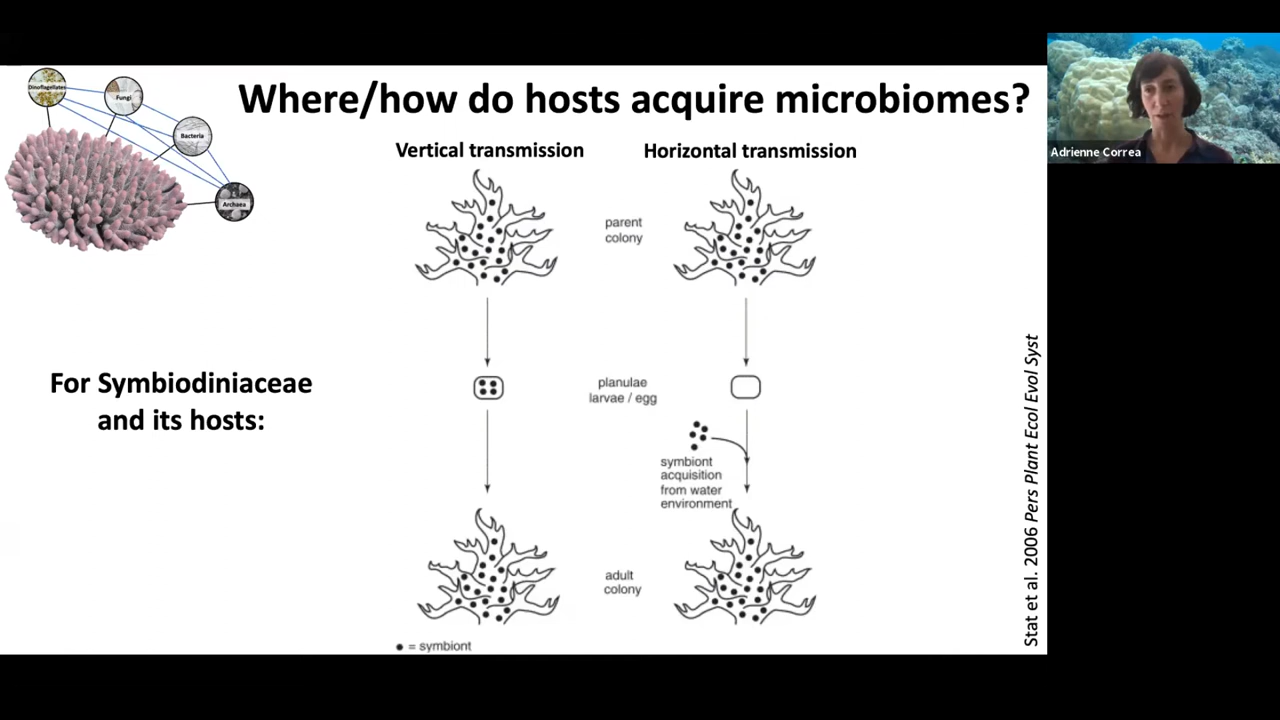 Where/how do hosts acquire microbiomes?
Dinoflagellates
Fungi
Bacteria
Archaea
Adrienne Correa
Vertical transmission
Horizontal transmission
parent
colony
For Symbiodiniaceae
and its hosts:
planulae
larvae / egg
symbiont
acquisition
from water
environment
adult
colony
• = symbiont
Stat et al. 2006 Pers Plant Ecol Evol Syst